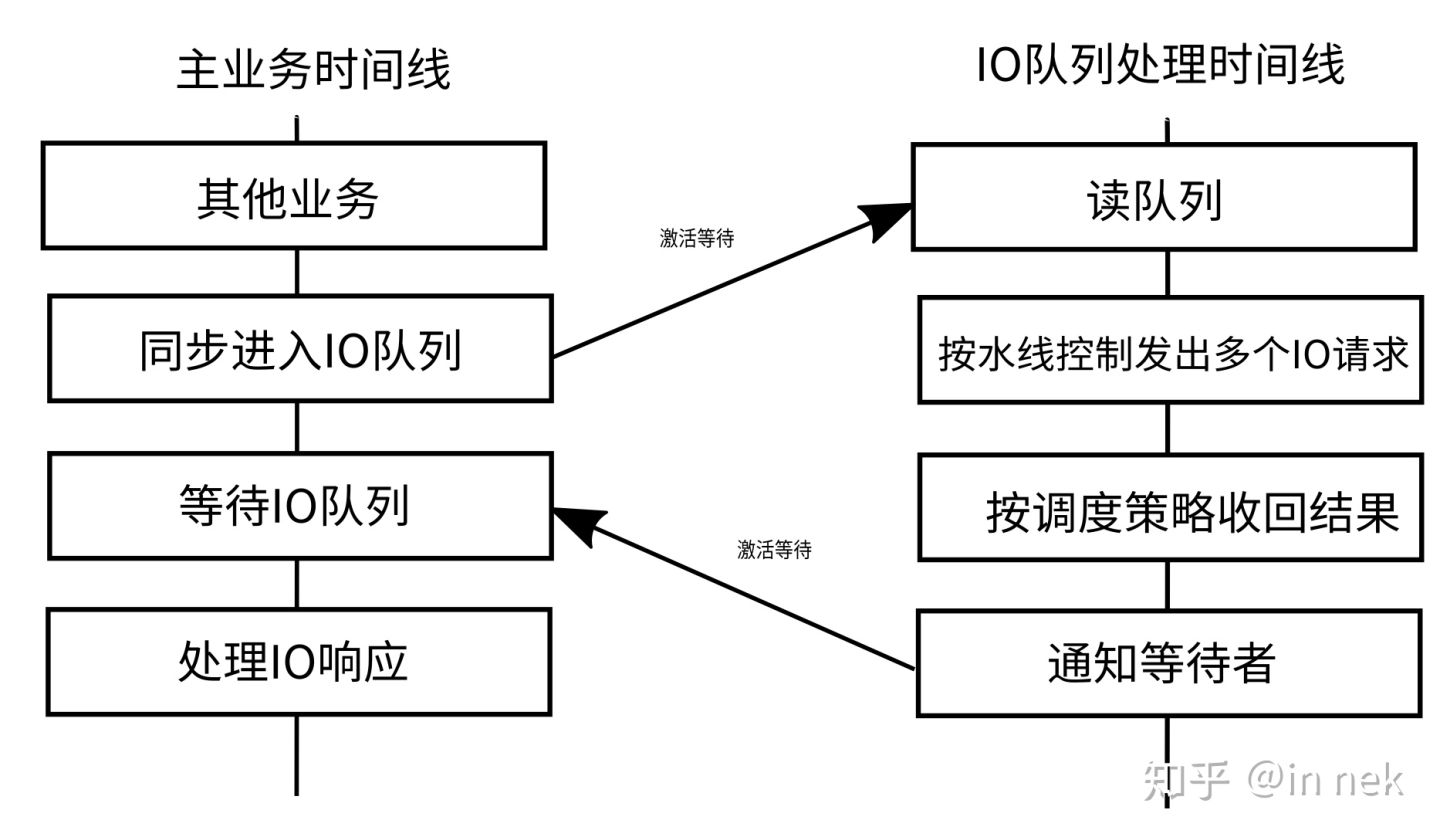 主业务时间线
IO队列处理时间线
其他业务
读队列
激活等待
同步进入IO队列
按水线控制发出多个IO请求
等待IO队列
按调度策略收回结果
激活等待
处理IO响应
通知等待者
知乎 @in nek